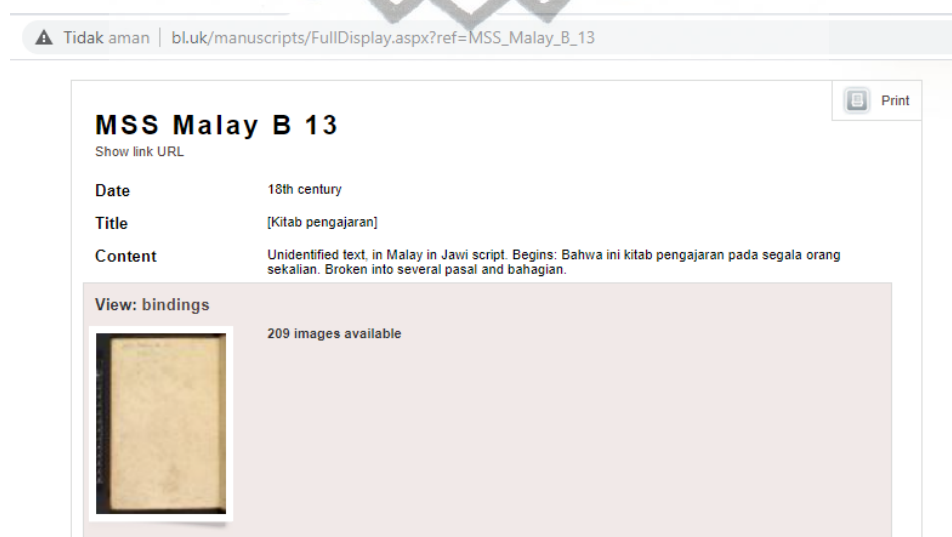 Tidak aman | bl.uk/manuscripts/FullDisplay.aspx?ref=MSS_Malay_B_13
Print
MSS Malay B 13
Show link URL
Date 18th century
Title [Kitab pengajaran]
Content Unidentified text, in Malay in Jawi script. Begins: Bahwa ini kitab pengajaran pada segala orang
sekalian. Broken into several pasal and bahagian.
View: bindings
209 images available